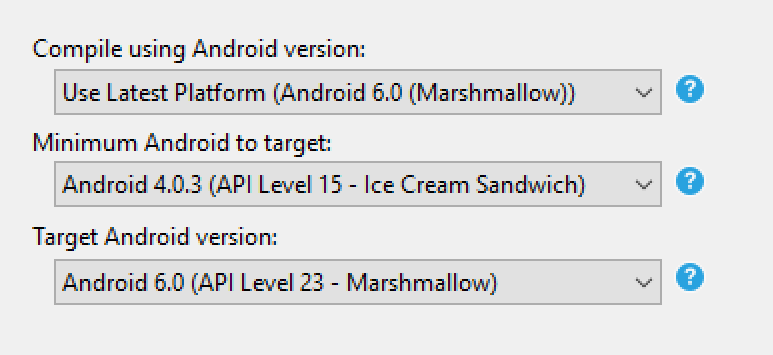 Compile using Android version:
Use Latest Platform (Android 6.0 (Marshmallow))
?
Minimum Android to target:
Android 4.0.3 (API Level 15 - Ice Cream Sandwich)
?
Target Android version:
Android 6.0 (API Level 23 - Marshmallow)
?